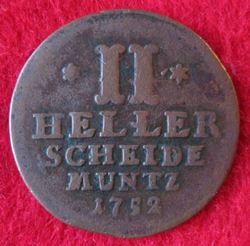 * II *
HELLER
SCHEIDE
MUNTZ
1752